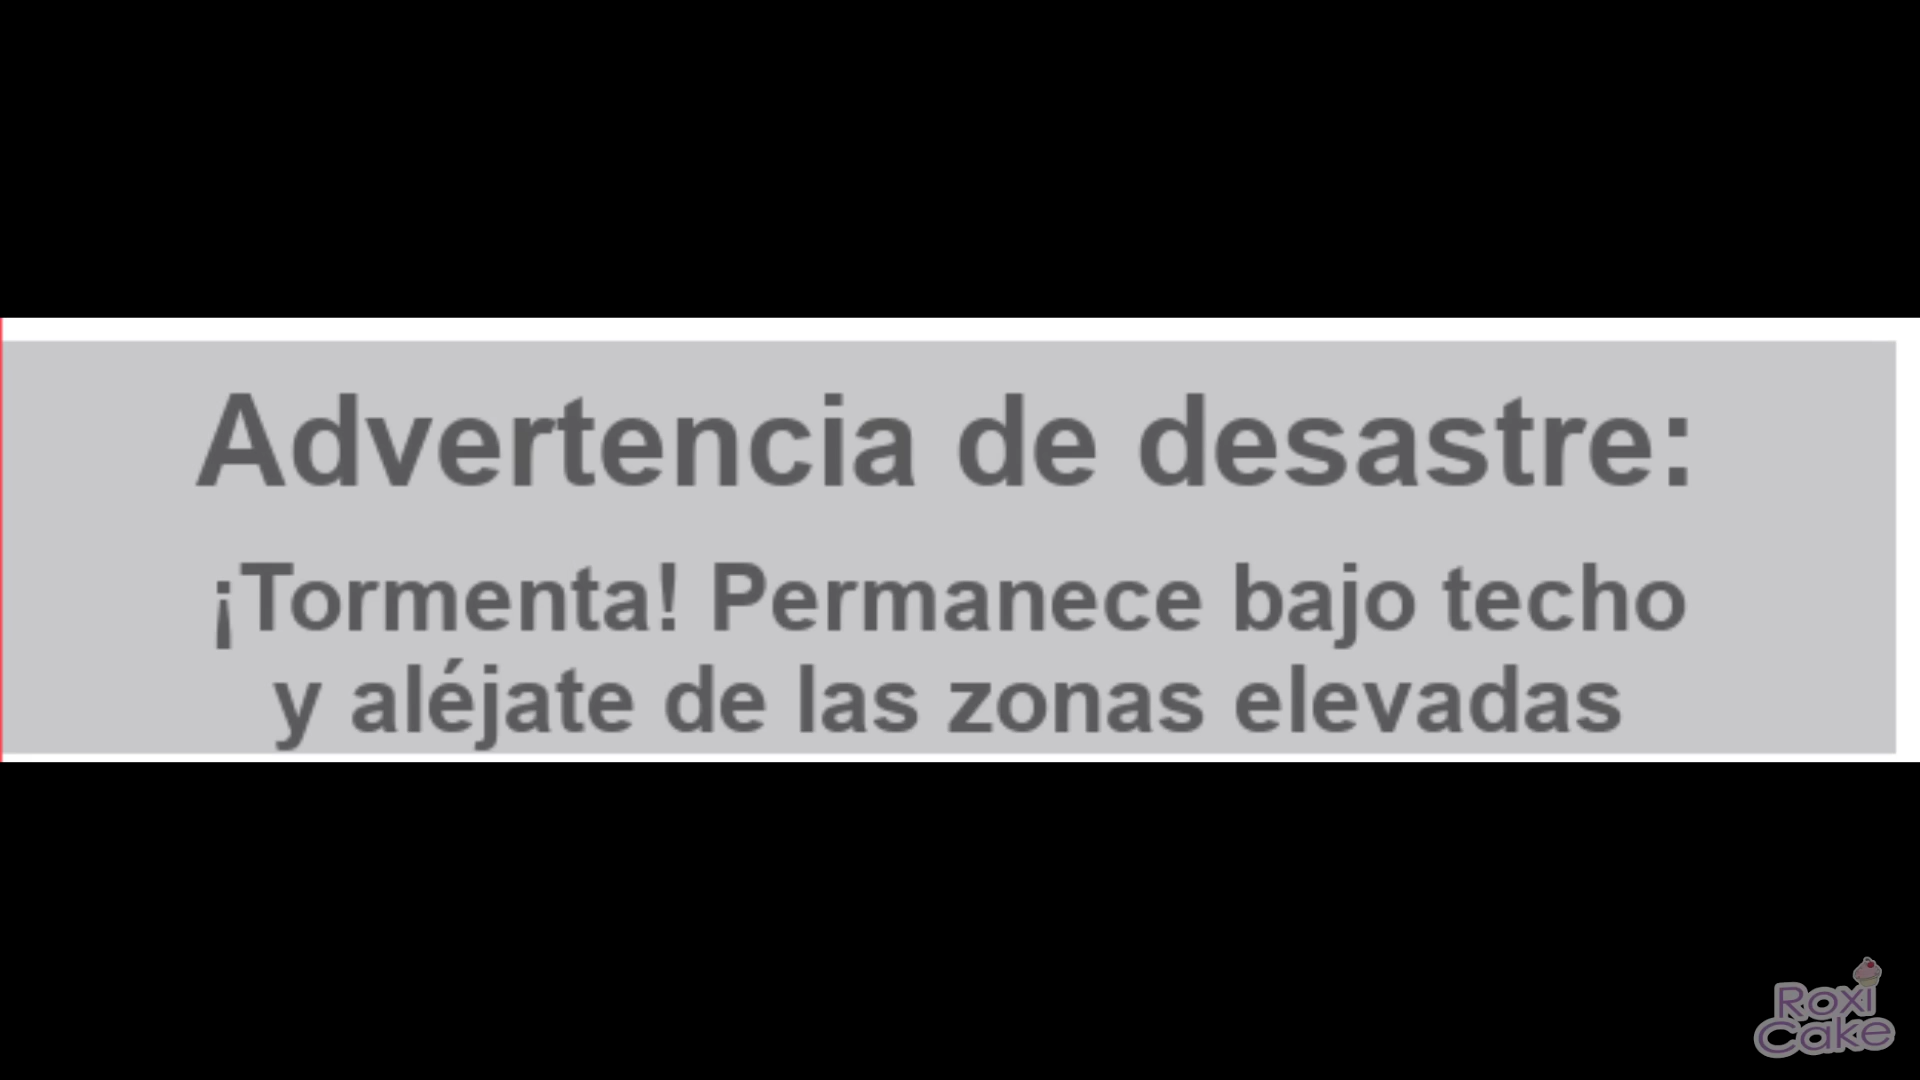 Advertencia de desastre:
¡Tormenta! Permanece bajo techo
y aléjate de las zonas elevadas
Roxi
Cake